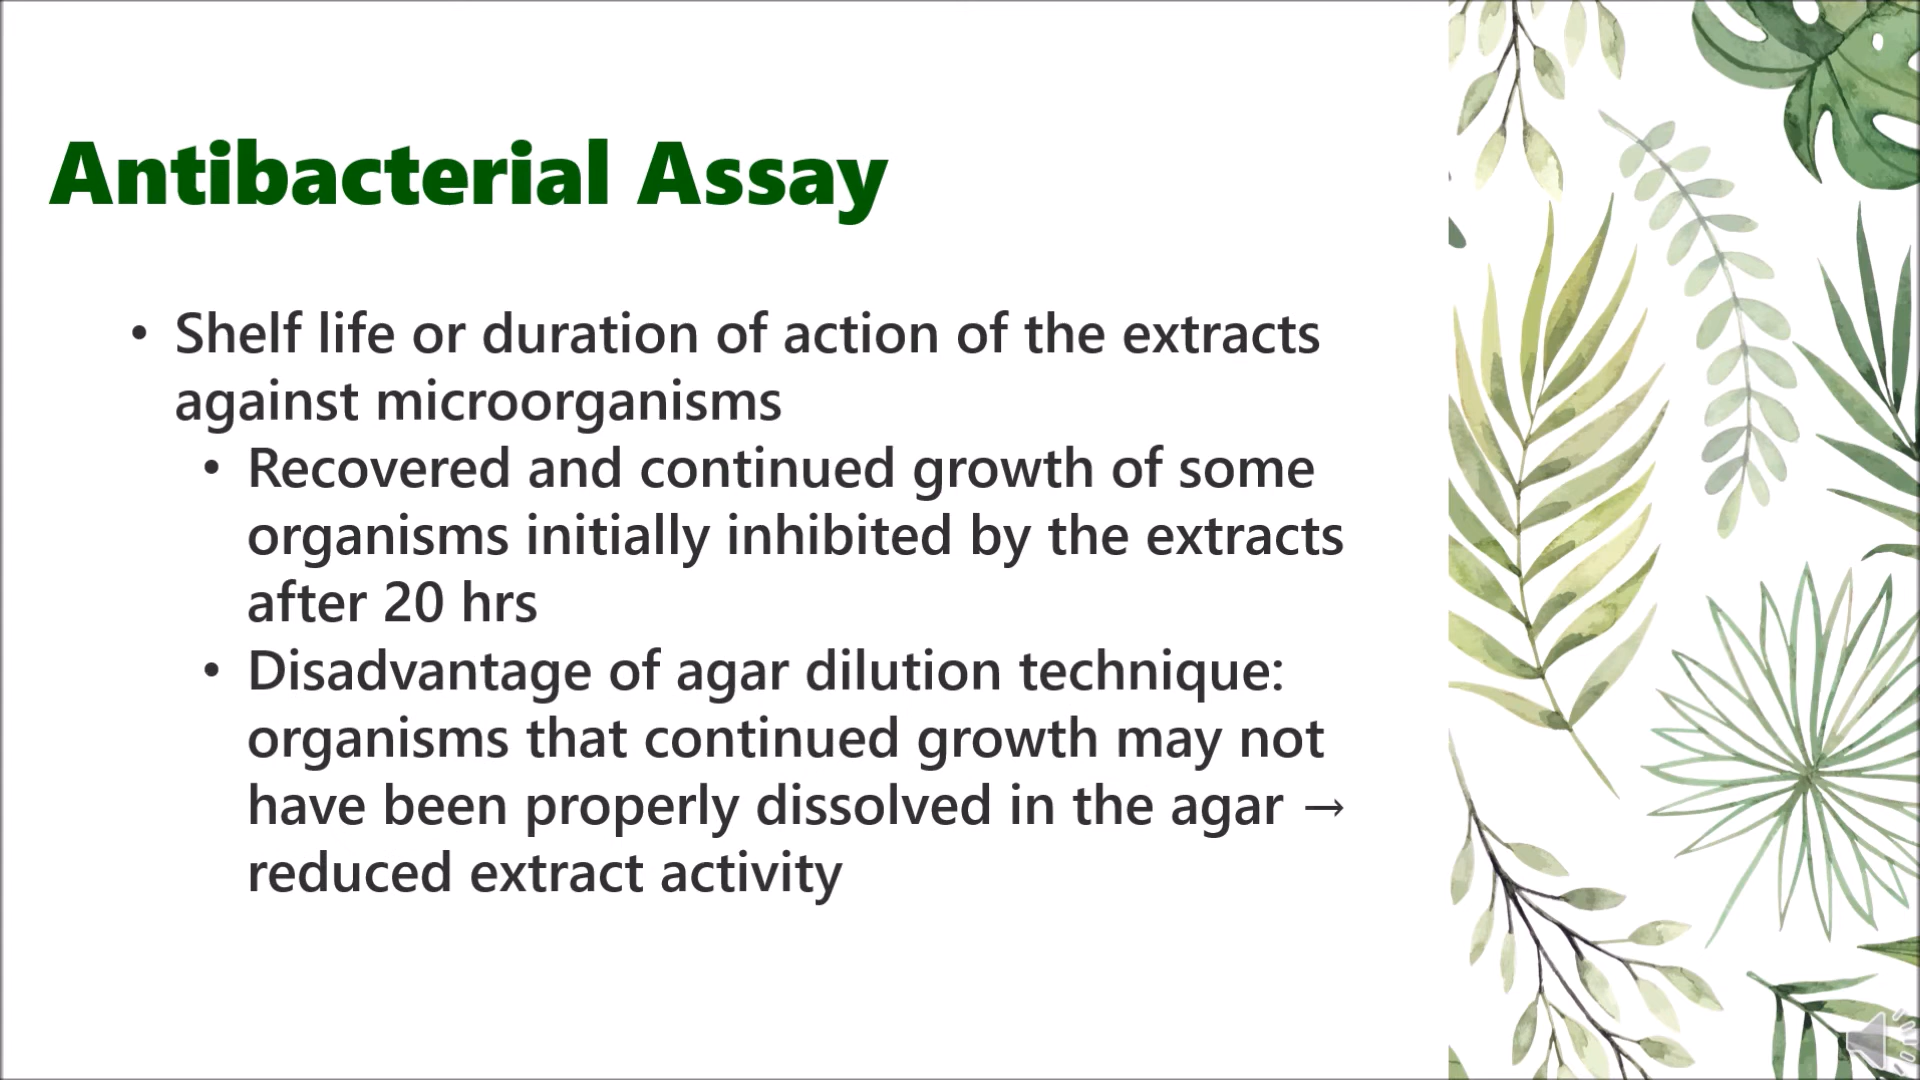 Antibacterial Assay
• Shelf life or duration of action of the extracts
against microorganisms
• Recovered and continued growth of some
organisms initially inhibited by the extracts
after 20 hrs
• Disadvantage of agar dilution technique:
organisms that continued growth may not
have been properly dissolved in the agar →
reduced extract activity